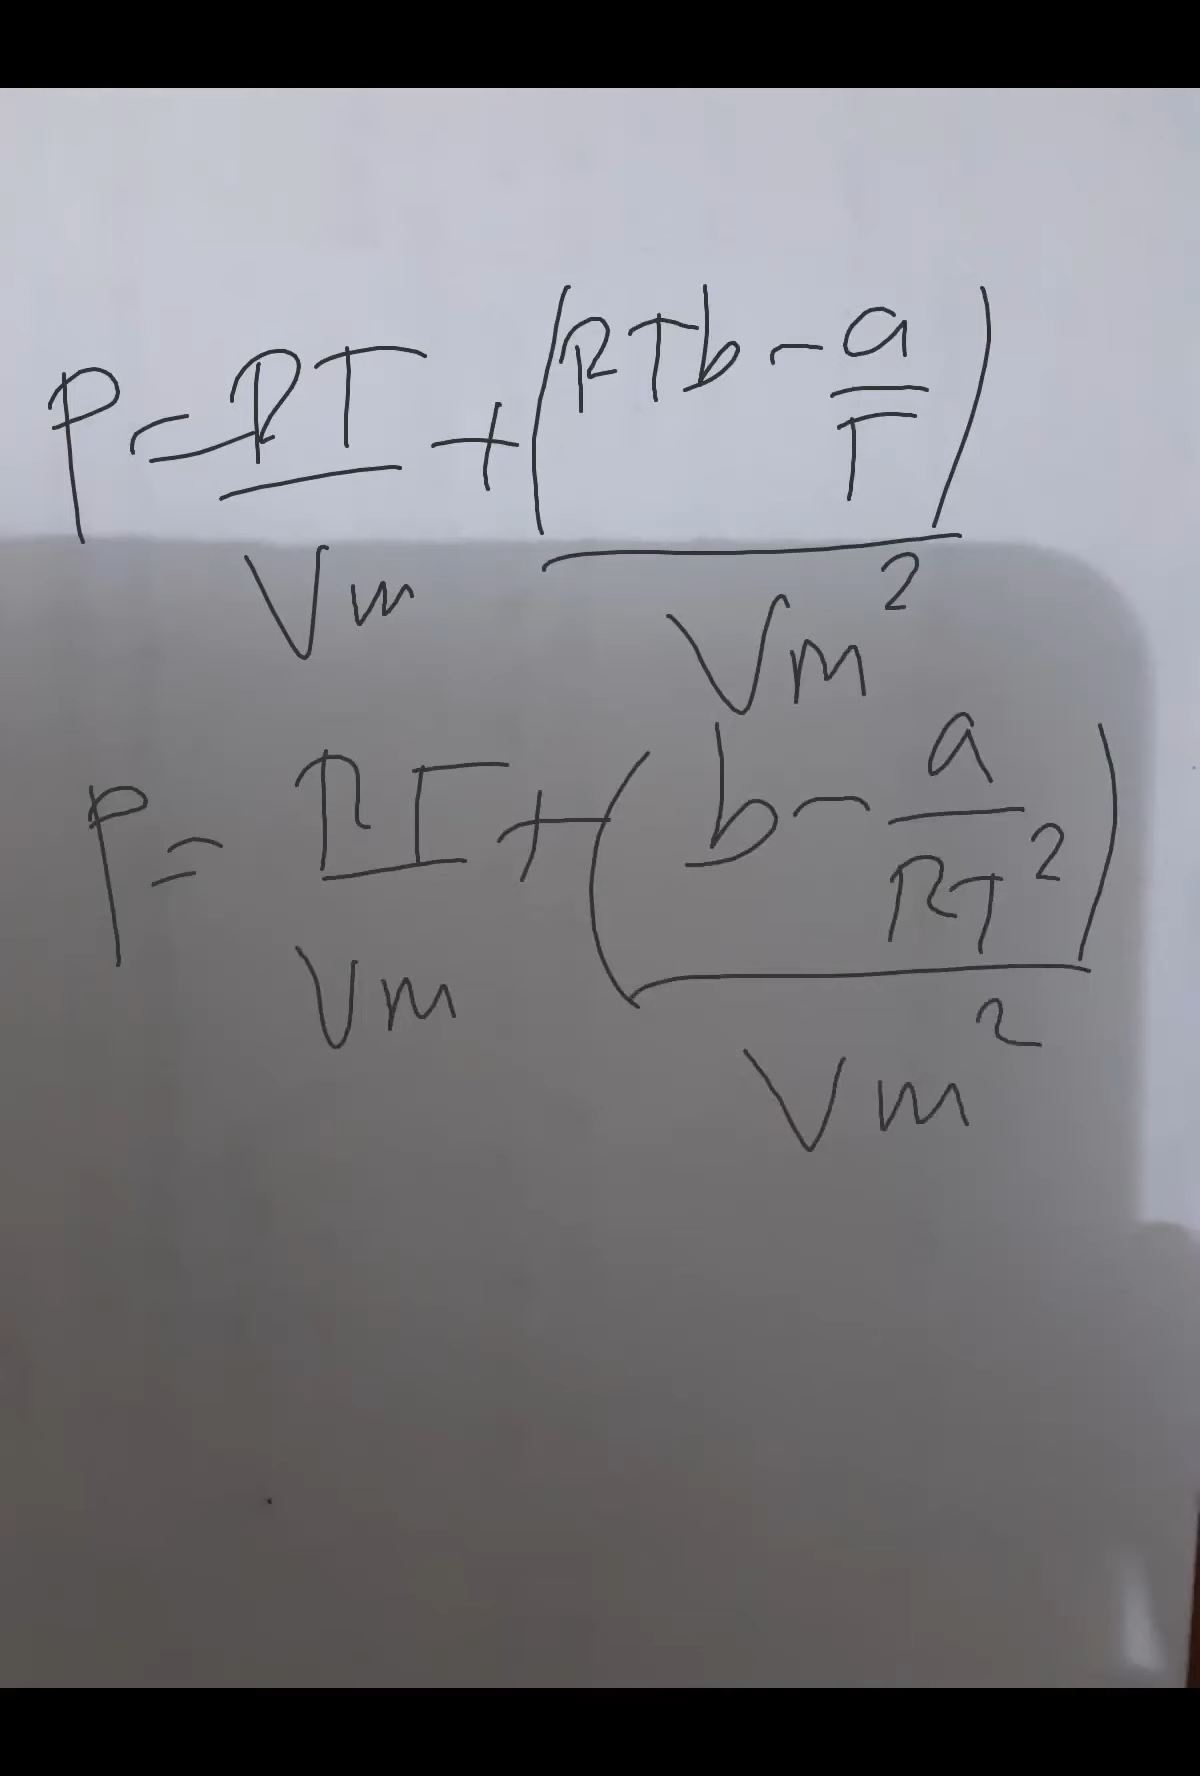 P = RT/Vm + (RTb - a/T)/Vm²
P = RT/Vm + (b - a/RT²)/Vm²